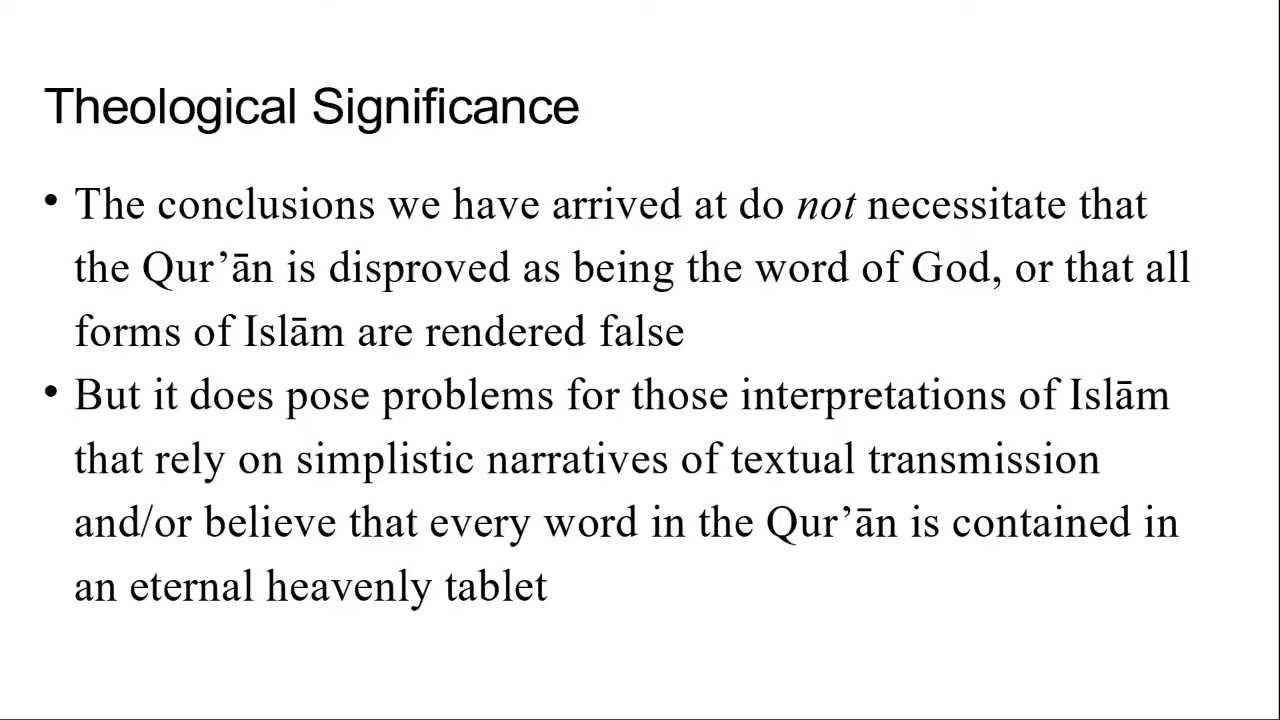 Theological Significance
• The conclusions we have arrived at do not necessitate that
the Qur’ān is disproved as being the word of God, or that all
forms of Islām are rendered false
• But it does pose problems for those interpretations of Islām
that rely on simplistic narratives of textual transmission
and/or believe that every word in the Qur’ān is contained in
an eternal heavenly tablet